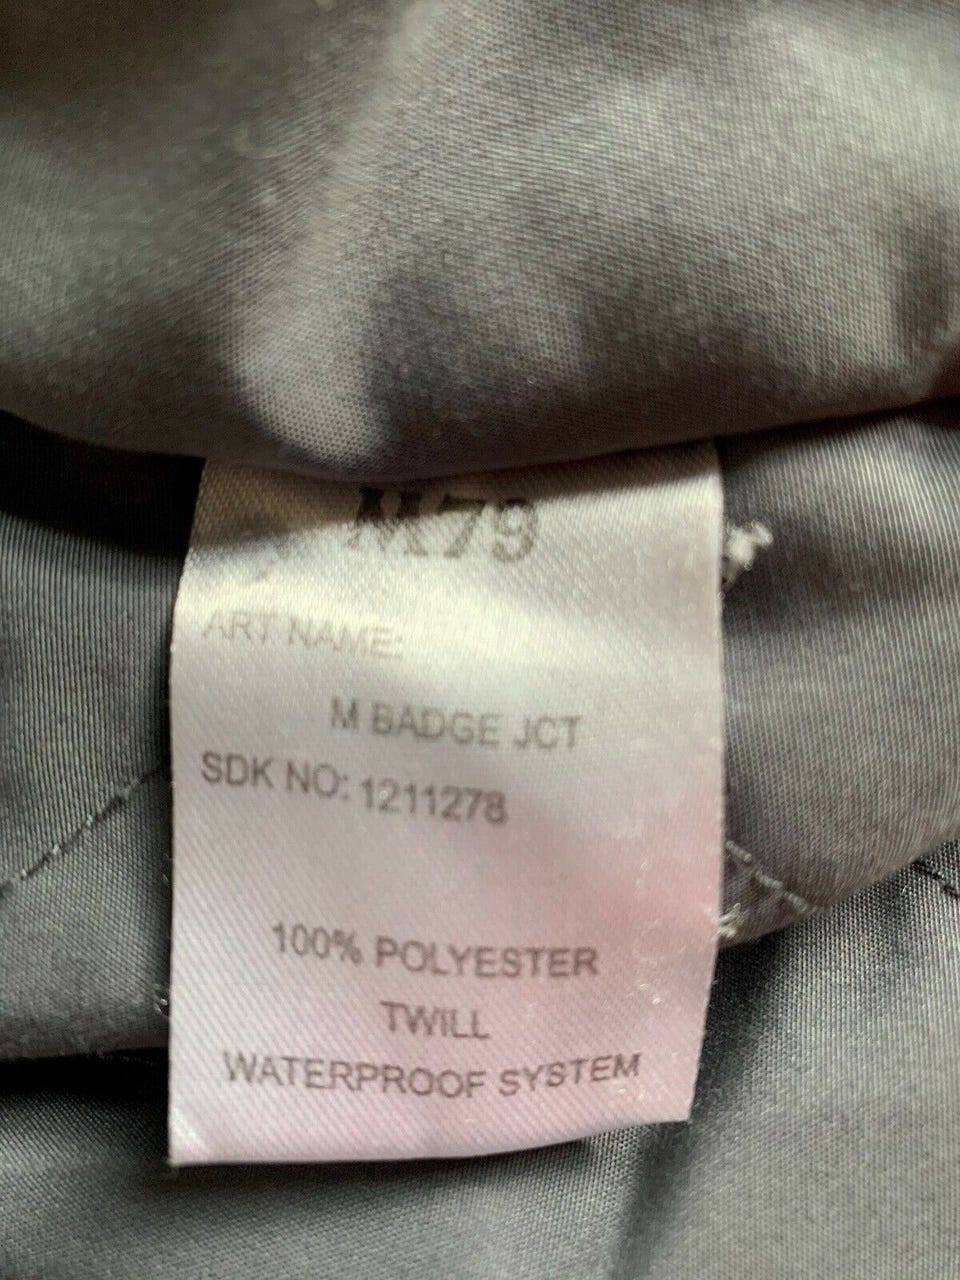 M79
ART NAME:
M BADGE JCT
SDK NO: 1211278
100% POLYESTER
TWILL
WATERPROOF SYSTEM